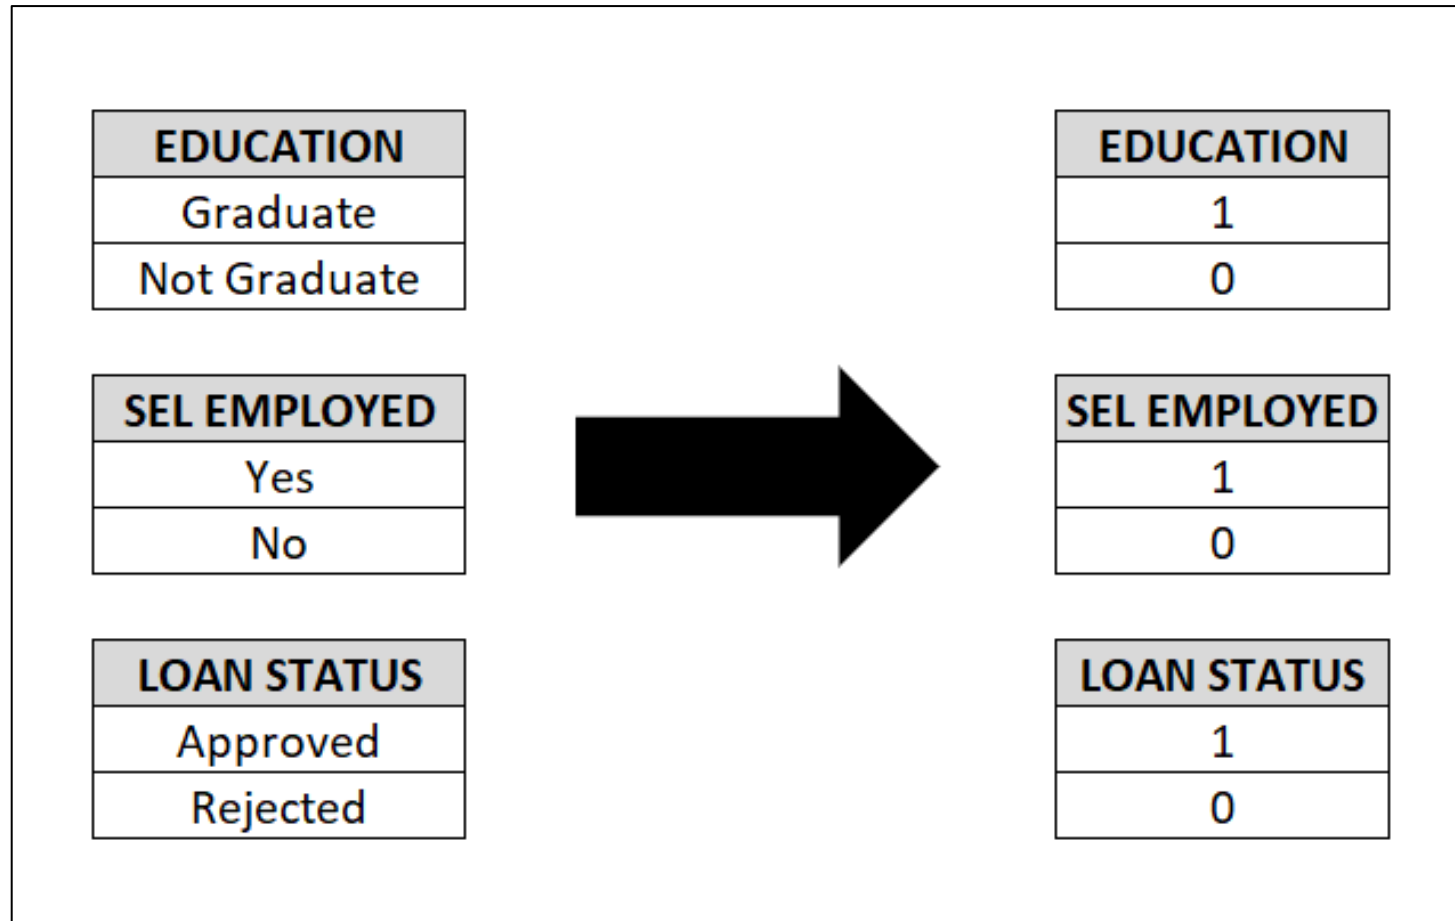 EDUCATION
Graduate
Not Graduate
SEL EMPLOYED
Yes
No
LOAN STATUS
Approved
Rejected
EDUCATION
1
0
SEL EMPLOYED
1
0
LOAN STATUS
1
0